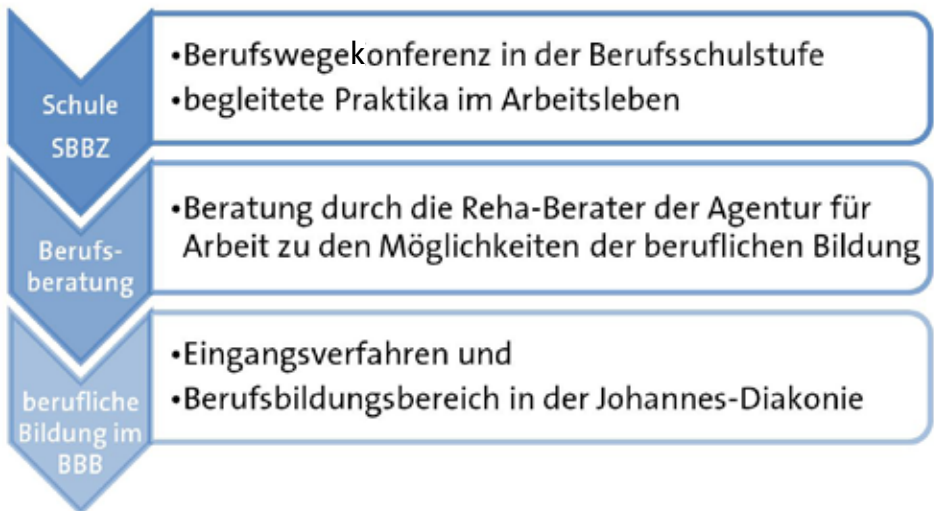 Schule
SBBZ
•Berufswegekonferenz in der Berufsschulstufe
•begleitete Praktika im Arbeitsleben
Berufs-
beratung
•Beratung durch die Reha-Berater der Agentur für
Arbeit zu den Möglichkeiten der beruflichen Bildung
berufliche
Bildung im
BBB
•Eingangsverfahren und
•Berufsbildungsbereich in der Johannes-Diakonie